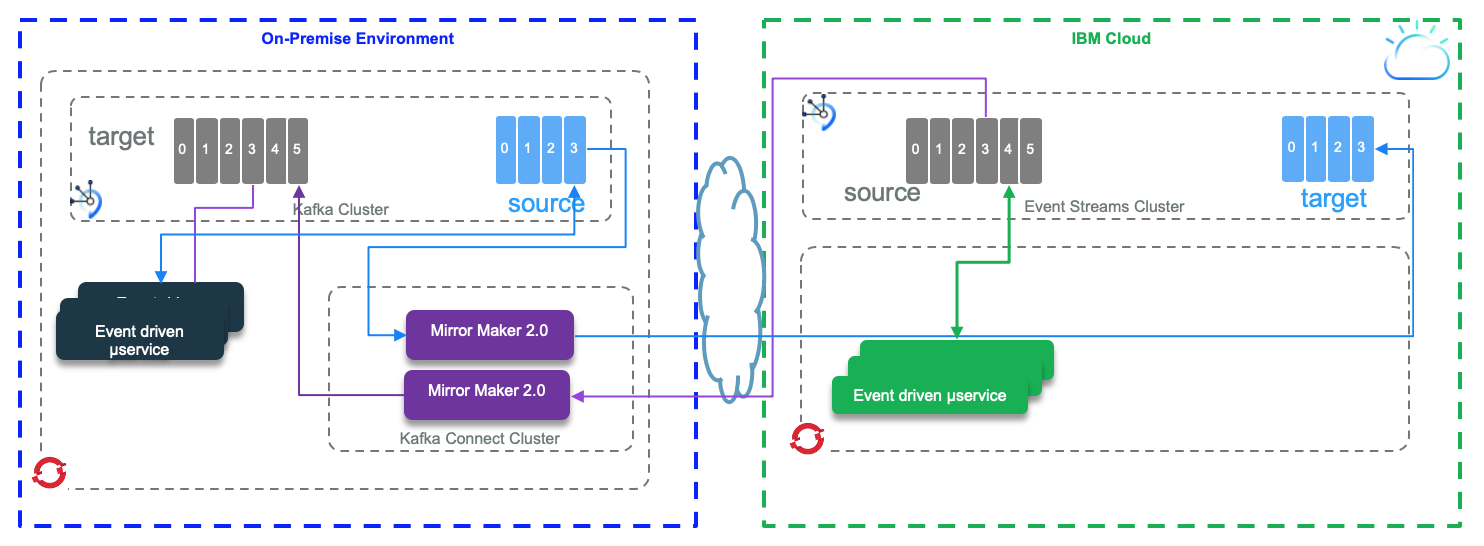 On-Premise Environment
target
0 1 2 3 4 5
0 1 2 3
source
Kafka Cluster
Event driven
µservice
Mirror Maker 2.0
Mirror Maker 2.0
Kafka Connect Cluster
IBM Cloud
0 1 2 3 4 5
0 1 2 3
source
Event Streams Cluster
target
Event driven µservice